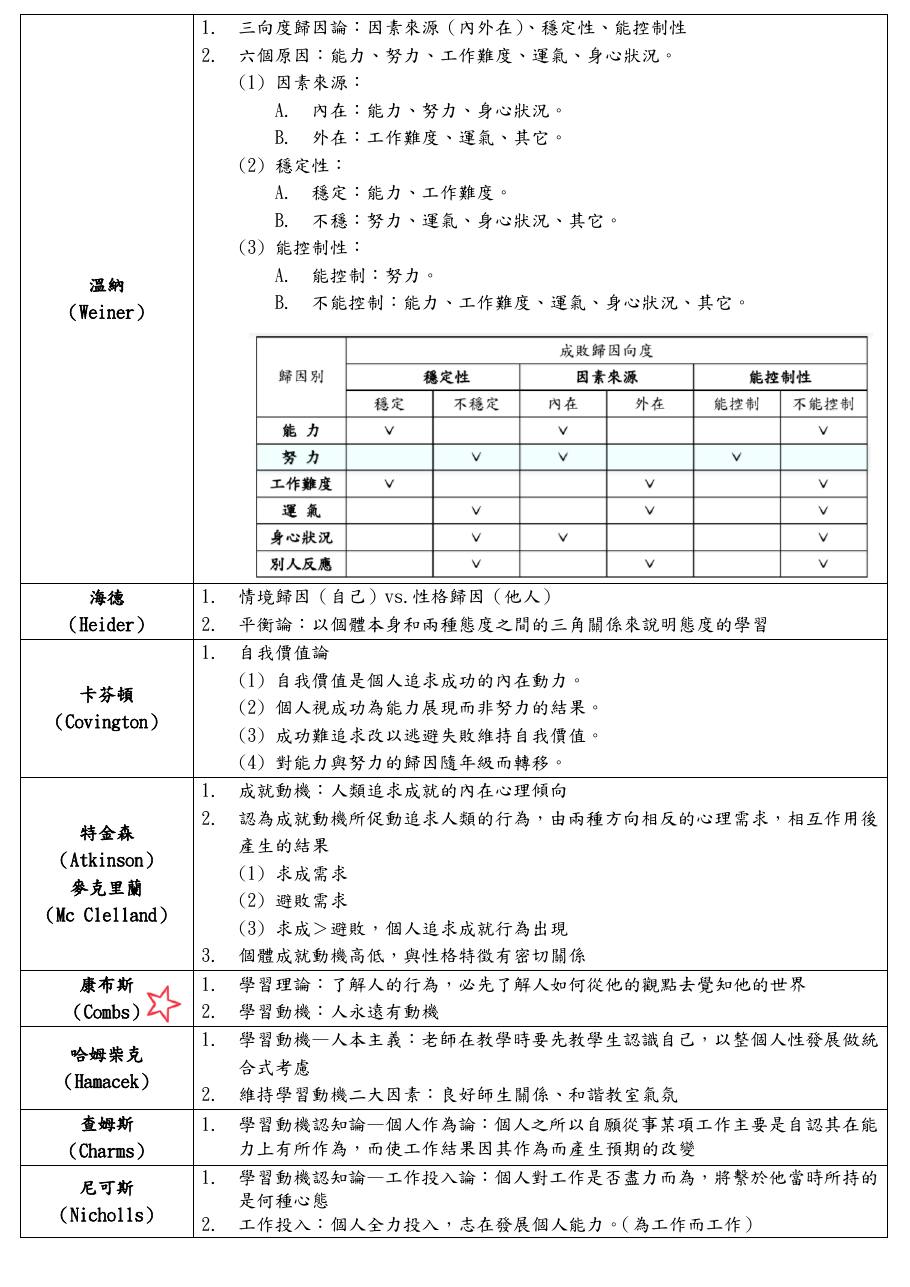 溫納
(Weiner)
1. 三向度歸因論：因素來源（內外在）、穩定性、能控制性
2. 六個原因：能力、努力、工作難度、運氣、身心狀況。
(1) 因素來源：
A. 內在：能力、努力、身心狀況。
B. 外在：工作難度、運氣、其它。
(2) 穩定性：
A. 穩定：能力、工作難度。
B. 不穩：努力、運氣、身心狀況、其它。
(3) 能控制性：
A. 能控制：努力。
B. 不能控制：能力、工作難度、運氣、身心狀況、其它。
歸因別 成敗歸因向度
穩定性 因素來源 能控制性
穩定 不穩定 內在 外在 能控制 不能控制
能 力 ∨ ∨ ∨
努 力 ∨ ∨ ∨
工作難度 ∨ ∨ ∨
運 氣 ∨ ∨ ∨
身心狀況 ∨ ∨ ∨
別人反應 ∨ ∨ ∨
海德
(Heider)
1. 情境歸因（自己）vs.性格歸因（他人）
2. 平衡論：以個體本身和兩種態度之間的三角關係來說明態度的學習
卡芬頓
(Covington)
1. 自我價值論
(1) 自我價值是個人追求成功的內在動力。
(2) 個人視成功為能力展現而非努力的結果。
(3) 成功難追求改以逃避失敗維持自我價值。
(4) 對能力與努力的歸因隨年級而轉移。
特金森
(Atkinson)
麥克里蘭
(Mc Clelland)
1. 成就動機：人類追求成就的內在心理傾向
2. 認為成就動機所促動追求人類的行為，由兩種方向相反的心理需求，相互作用後
產生的結果
(1) 求成需求
(2) 避敗需求
(3) 求成＞避敗，個人追求成就行為出現
3. 個體成就動機高低，與性格特徵有密切關係
康布斯
(Combs)
1. 學習理論：了解人的行為，必先了解人如何從他的觀點去覺知他的世界
2. 學習動機：人永遠有動機
哈姆柴克
(Hamacek)
1. 學習動機—人本主義：老師在教學時要先教學生認識自己，以整個人性發展做統
合式考慮
2. 維持學習動機二大因素：良好師生關係、和諧教室氣氛
查姆斯
(Charms)
1. 學習動機認知論—個人作為論：個人之所以自願從事某項工作主要是自認其在能
力上有所作為，而使工作結果因其作為而產生預期的改變
尼可斯
(Nicholls)
1. 學習動機認知論—工作投入論：個人對工作是否盡力而為，將繫於他當時所持的
是何種心態
2. 工作投入：個人全力投入，志在發展個人能力。（為工作而工作）